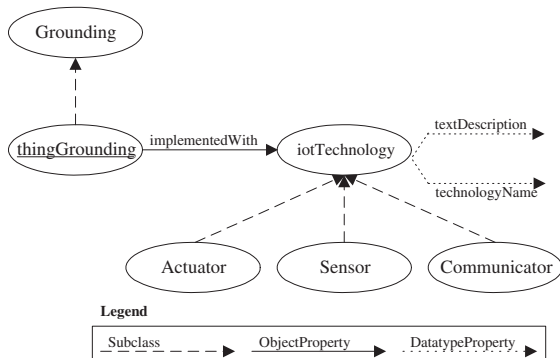 Grounding
thingGrounding
implementedWith
iotTechnology
textDescription
technologyName
Actuator
Sensor
Communicator
Legend
Subclass
ObjectProperty
DatatypeProperty